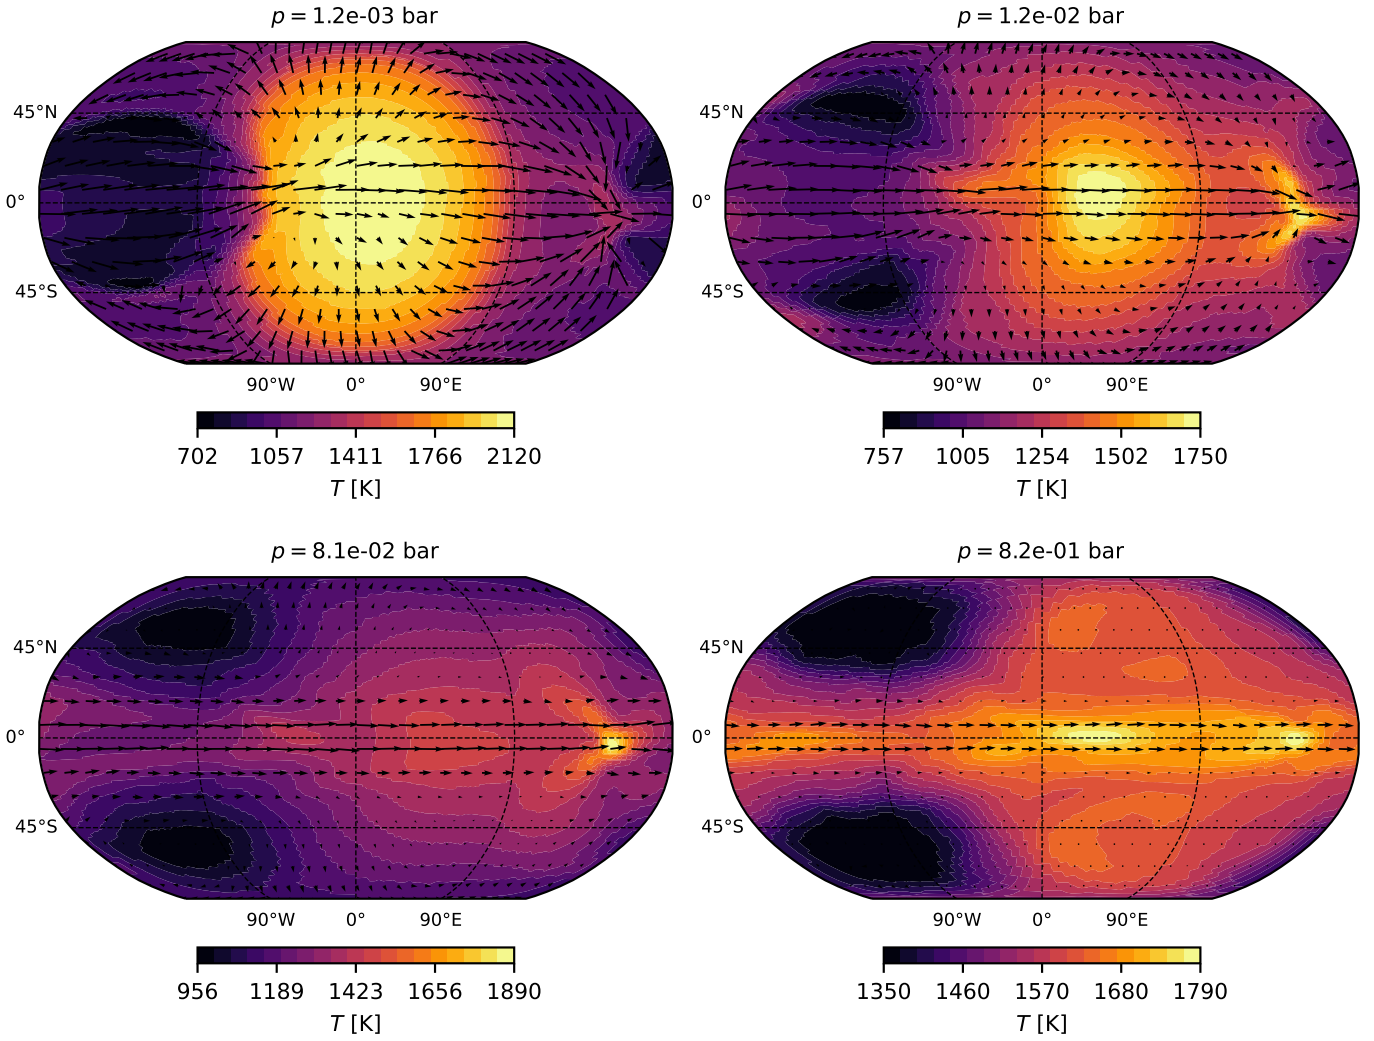 p = 1.2e-03 bar
p = 1.2e-02 bar
45°N
0°
45°S
90°W 0° 90°E
702 1057 1411 1766 2120
T [K]
45°N
0°
45°S
90°W 0° 90°E
757 1005 1254 1502 1750
T [K]
p = 8.1e-02 bar
p = 8.2e-01 bar
45°N
0°
45°S
90°W 0° 90°E
956 1189 1423 1656 1890
T [K]
45°N
0°
45°S
90°W 0° 90°E
1350 1460 1570 1680 1790
T [K]